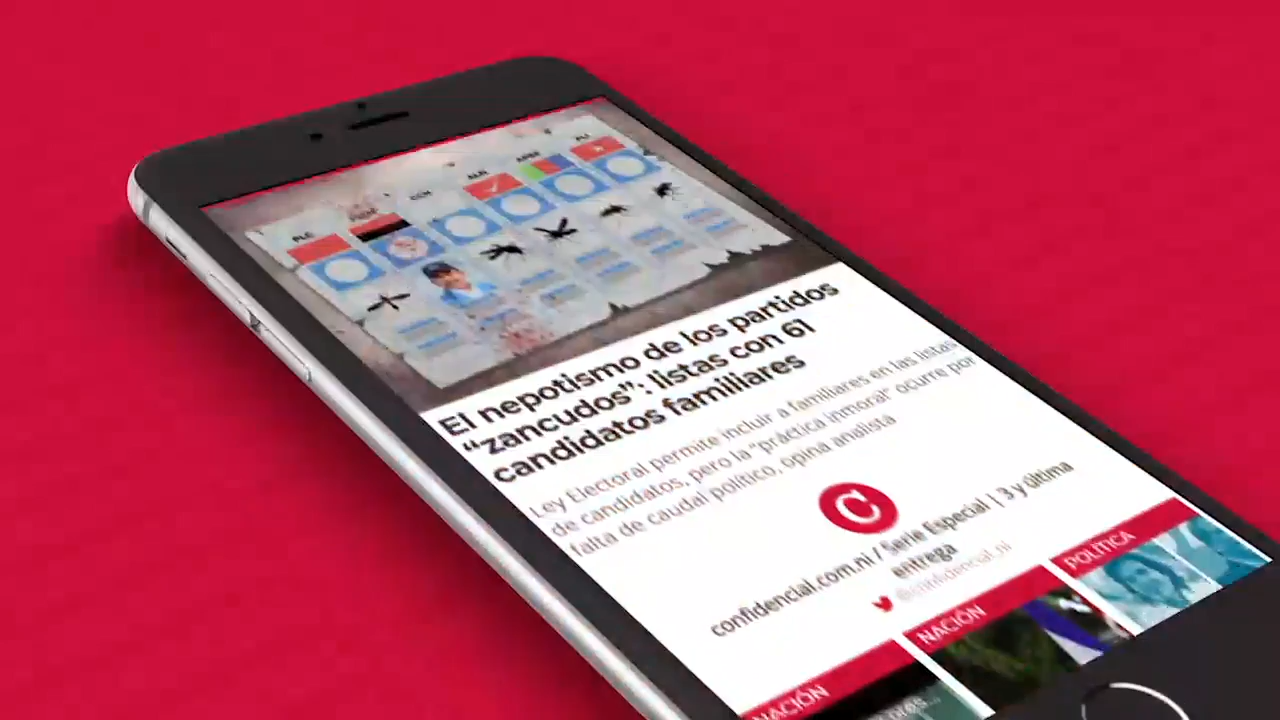 PLC
CCN
ALN
APRE
PLI
El nepotismo de los partidos
“zancudos”: listas con 61
candidatos familiares
Ley Electoral permite incluir a familiares en las listas
de candidatos, pero la “práctica inmoral” ocurre por
falta de caudal político, opina analista
C
confidencial.com.ni / Serie Especial | 3 y última
entrega
@confidencial_ni
NACIÓN
NACIÓN
POLÍTICA